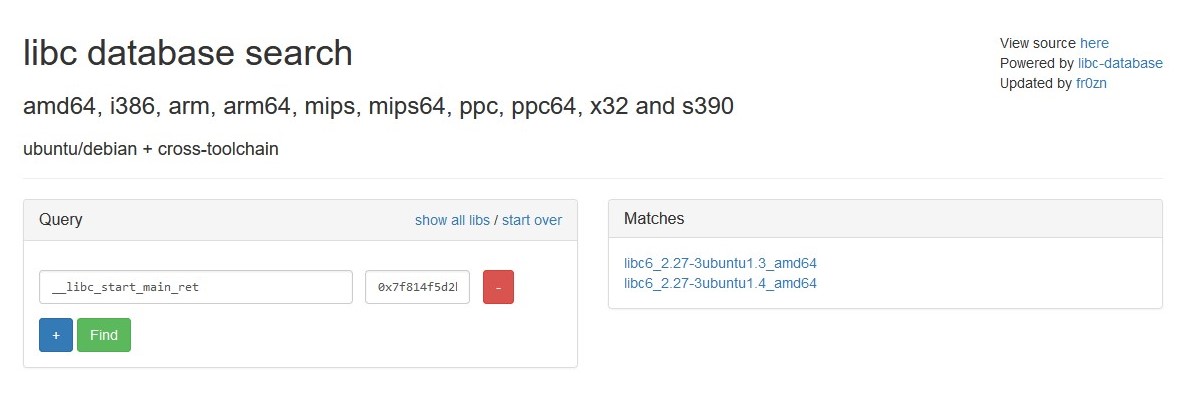 libc database search
View source here
Powered by libc-database
Updated by fr0zn
amd64, i386, arm, arm64, mips, mips64, ppc, ppc64, x32 and s390
ubuntu/debian + cross-toolchain
Query
show all libs / start over
__libc_start_main_ret
0x7f814f5d2
-
+
Find
Matches
libc6_2.27-3ubuntu1.3_amd64
libc6_2.27-3ubuntu1.4_amd64